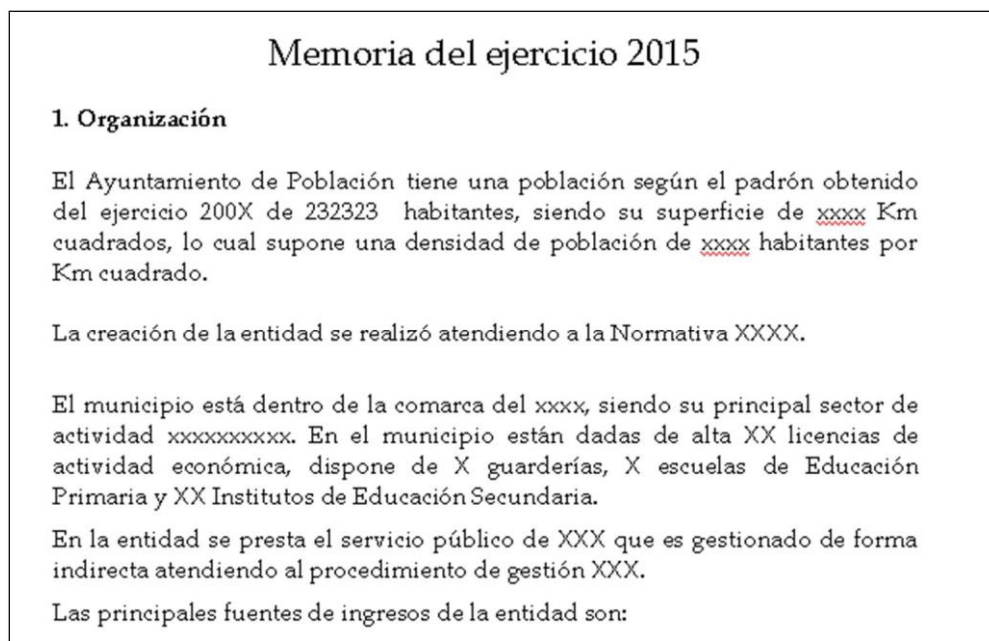 Memoria del ejercicio 2015
1. Organización
El Ayuntamiento de Población tiene una población según el padrón obtenido
del ejercicio 200X de 232323 habitantes, siendo su superficie de xxxx Km
cuadrados, lo cual supone una densidad de población de xxxx habitantes por
Km cuadrado.
La creación de la entidad se realizó atendiendo a la Normativa XXXX.
El municipio está dentro de la comarca del xxxx, siendo su principal sector de
actividad xxxxxxxxxx. En el municipio están dadas de alta XX licencias de
actividad económica, dispone de X guarderías, X escuelas de Educación
Primaria y XX Institutos de Educación Secundaria.
En la entidad se presta el servicio público de XXX que es gestionado de forma
indirecta atendiendo al procedimiento de gestión XXX.
Las principales fuentes de ingresos de la entidad son: